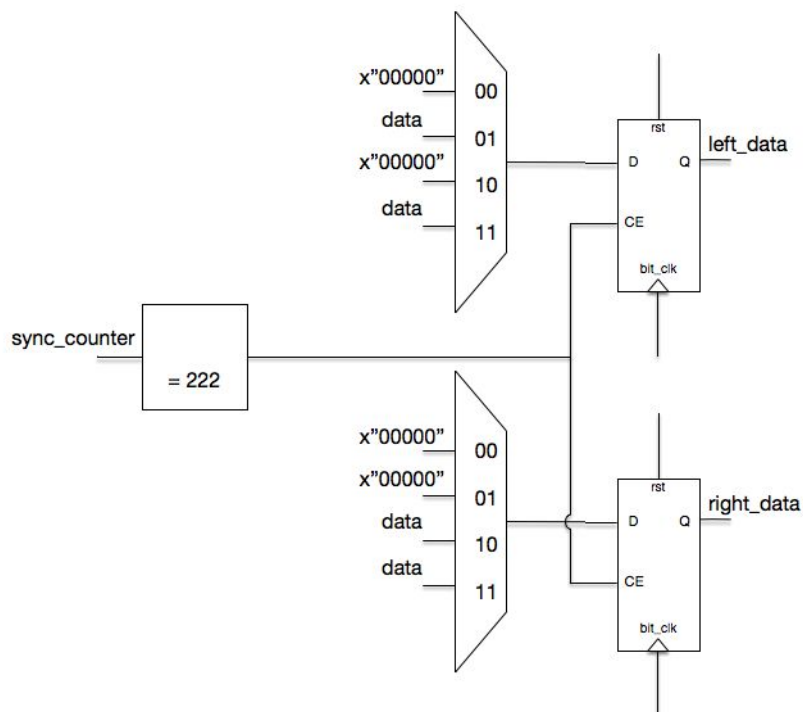 x”00000”
00
data
01
x”00000”
10
data
11
rst
D
Q
left_data
CE
bit_clk
sync_counter
= 222
x”00000”
00
x”00000”
01
data
10
data
11
rst
D
Q
right_data
CE
bit_clk